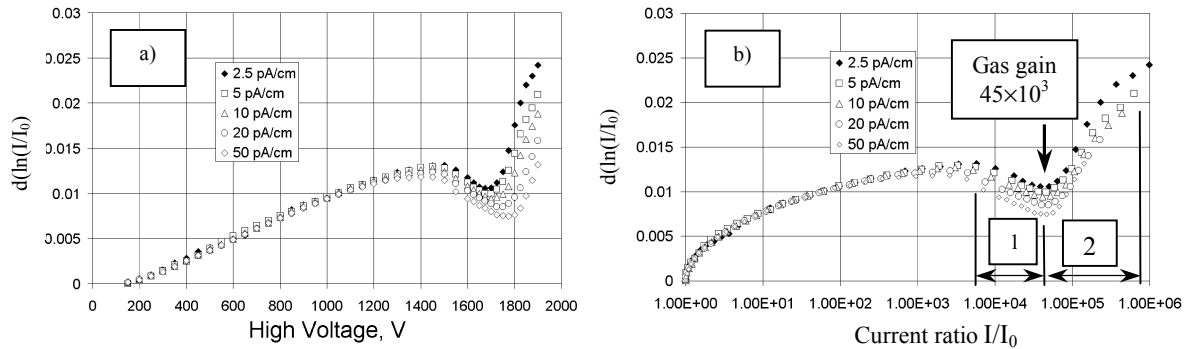 0.03
0.025
0.02
0.015
0.01
0.005
0
d(ln(I/I₀)
a)
2.5 pA/cm
5 pA/cm
10 pA/cm
20 pA/cm
50 pA/cm
0 200 400 600 800 1000 1200 1400 1600 1800 2000
High Voltage, V
0.03
0.025
0.02
0.015
0.01
0.005
0
d(ln(I/I₀)
b)
2.5 pA/cm
5 pA/cm
10 pA/cm
20 pA/cm
50 pA/cm
Gas gain
45×10³
1
2
1.00E+00 1.00E+01 1.00E+02 1.00E+03 1.00E+04 1.00E+05 1.00E+06
Current ratio I/I₀